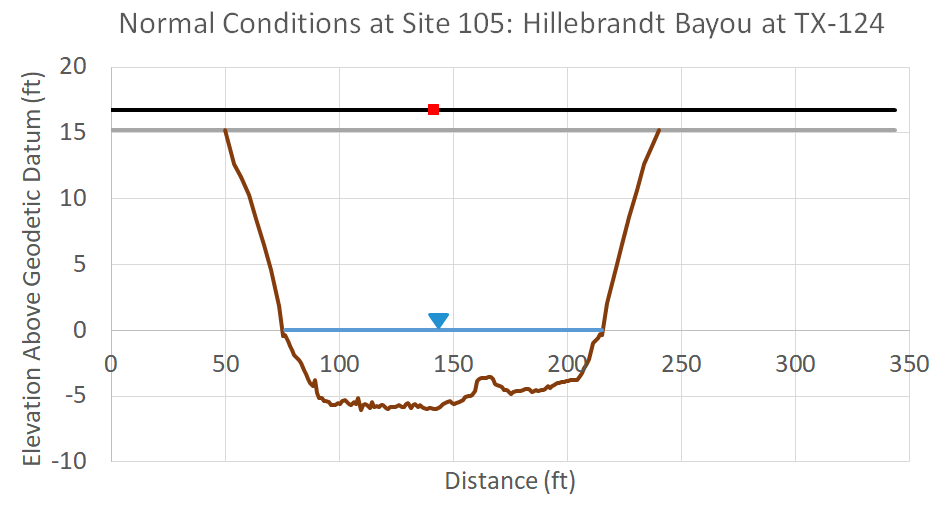 Normal Conditions at Site 105: Hillebrandt Bayou at TX-124
Elevation Above Geodetic Datum (ft)
20
15
10
5
0
-5
-10
0 50 100 150 200 250 300 350
Distance (ft)